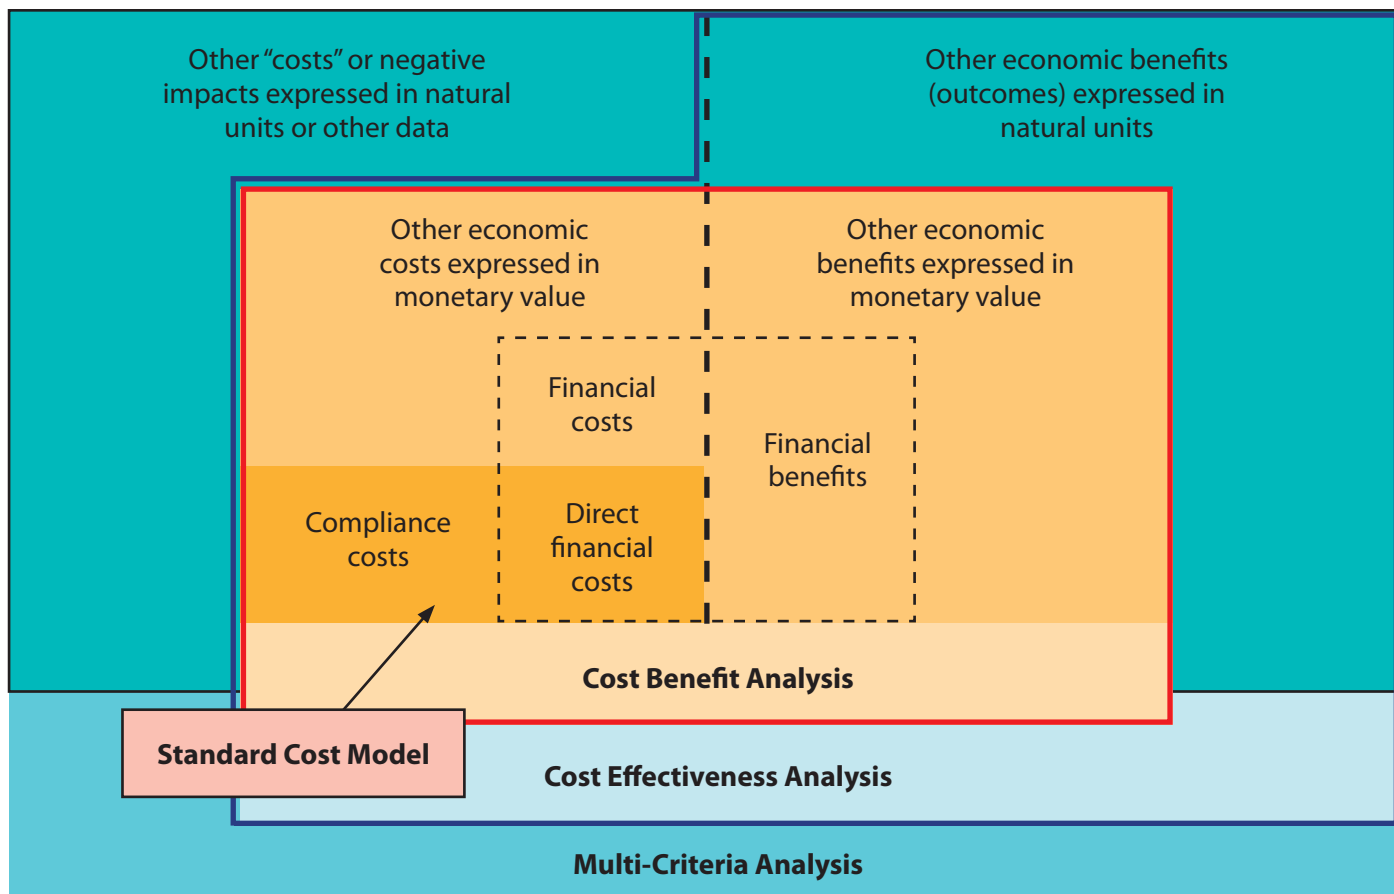 Other “costs” or negative
impacts expressed in natural
units or other data
Other economic benefits
(outcomes) expressed in
natural units
Other economic
costs expressed in
monetary value
Other economic
benefits expressed in
monetary value
Financial
costs
Financial
benefits
Compliance
costs
Direct
financial
costs
Cost Benefit Analysis
Standard Cost Model
Cost Effectiveness Analysis
Multi-Criteria Analysis